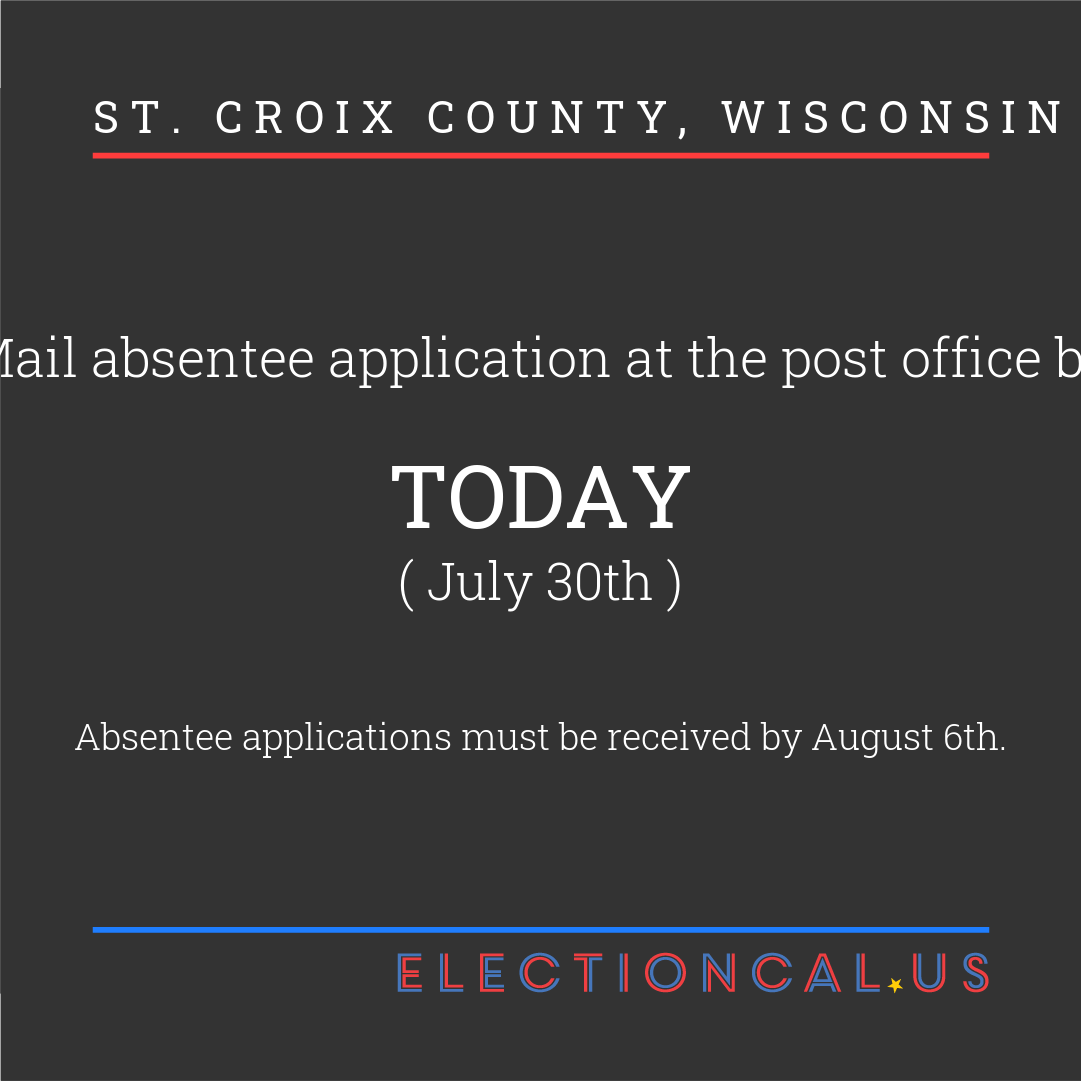 ST. CROIX COUNTY, WISCONSIN
Mail absentee application at the post office b
TODAY
( July 30th )
Absentee applications must be received by August 6th.
ELECTIONCAL.US